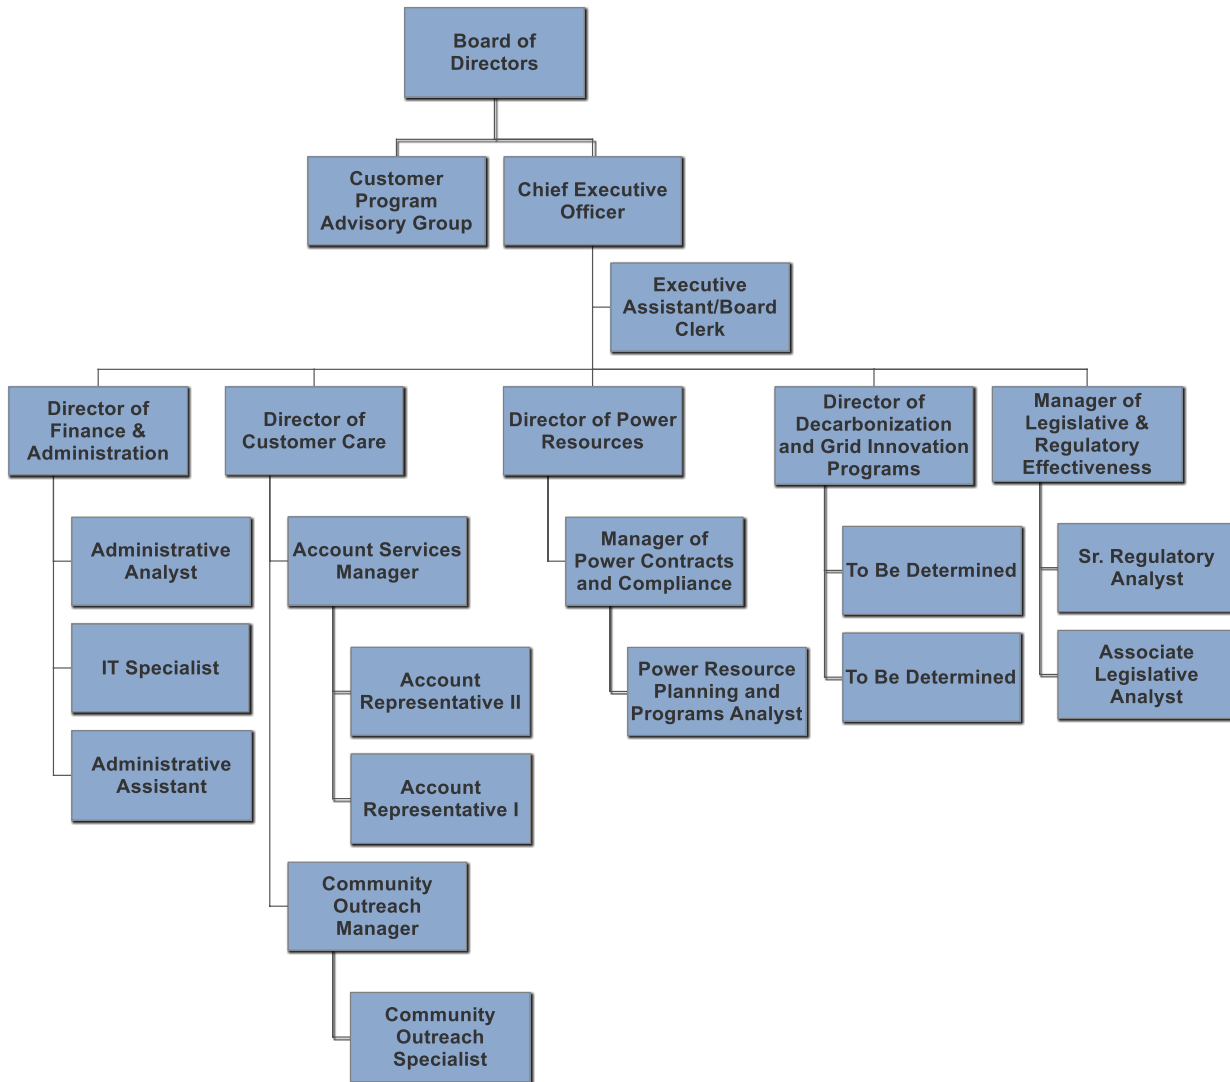 Board of
Directors
Customer
Program
Advisory Group
Chief Executive
Officer
Executive
Assistant/Board
Clerk
Director of
Finance &
Administration
Director of
Customer Care
Director of Power
Resources
Director of
Decarbonization
and Grid Innovation
Programs
Manager of
Legislative &
Regulatory
Effectiveness
Administrative
Analyst
IT Specialist
Administrative
Assistant
Account Services
Manager
Account
Representative II
Account
Representative I
Community
Outreach
Manager
Community
Outreach
Specialist
Manager of
Power Contracts
and Compliance
Power Resource
Planning and
Programs Analyst
To Be Determined
To Be Determined
Sr. Regulatory
Analyst
Associate
Legislative
Analyst